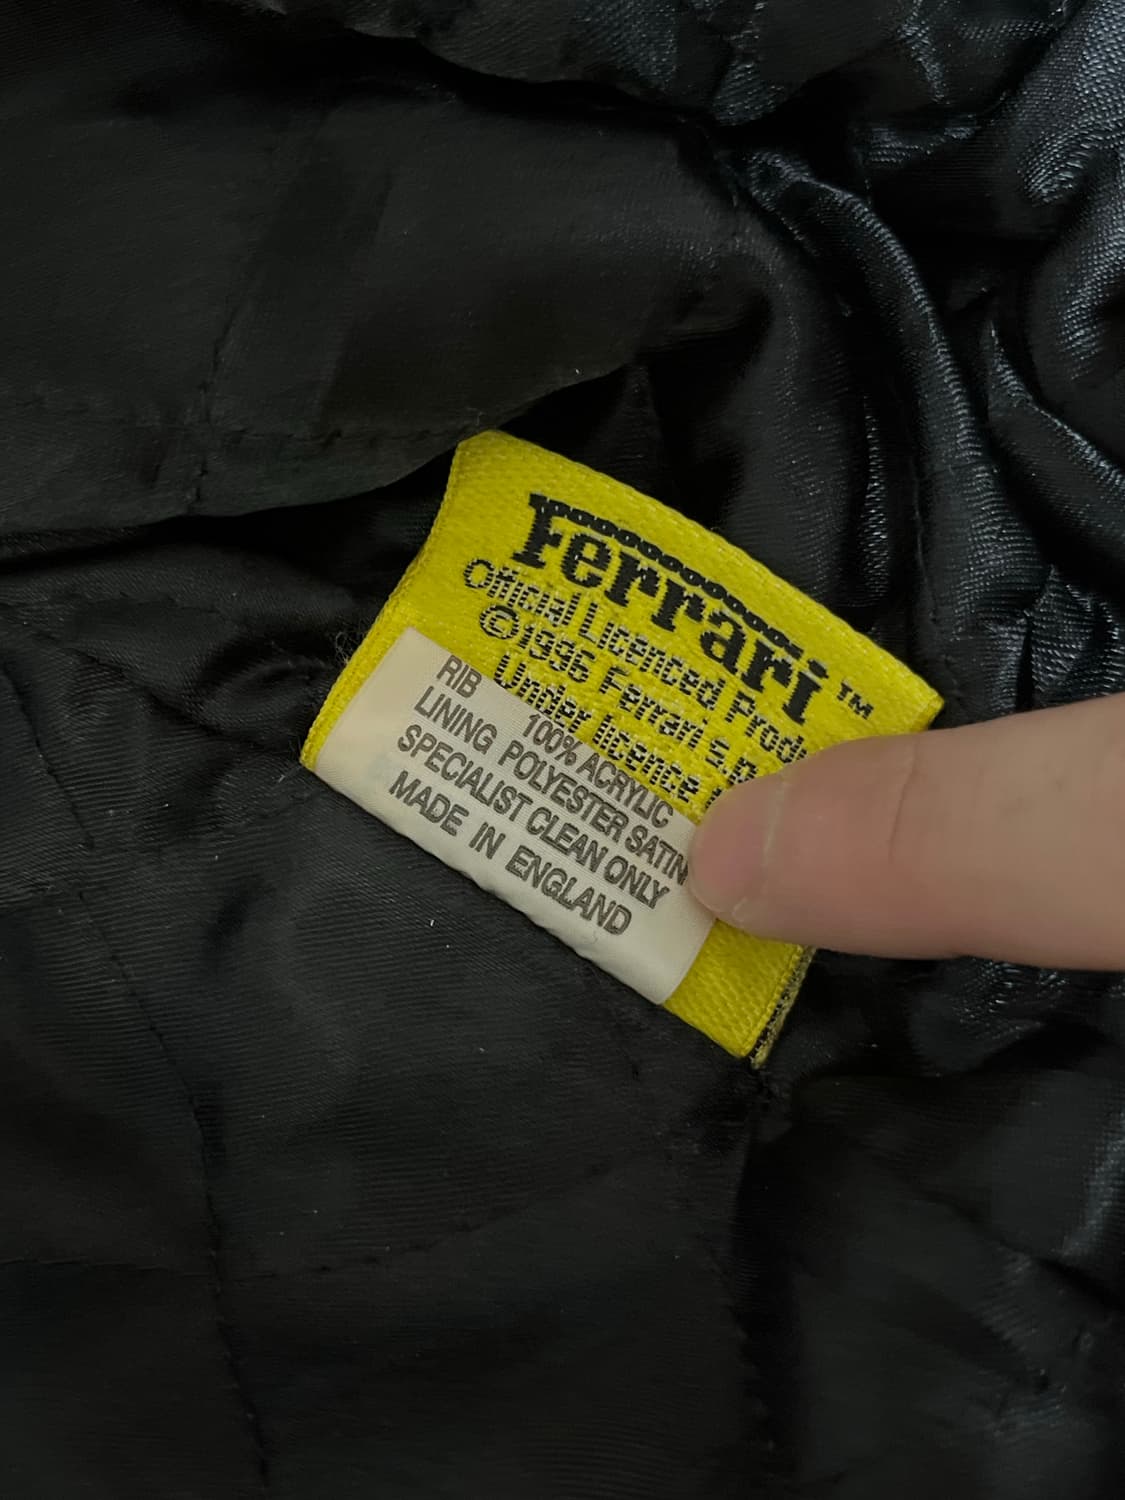 Ferrari™
Official Licenced Produ
©1996 Ferrari s.p
Under licence
RIB 100% ACRYLIC
LINING POLYESTER SATIN
SPECIALIST CLEAN ONLY
MADE IN ENGLAND